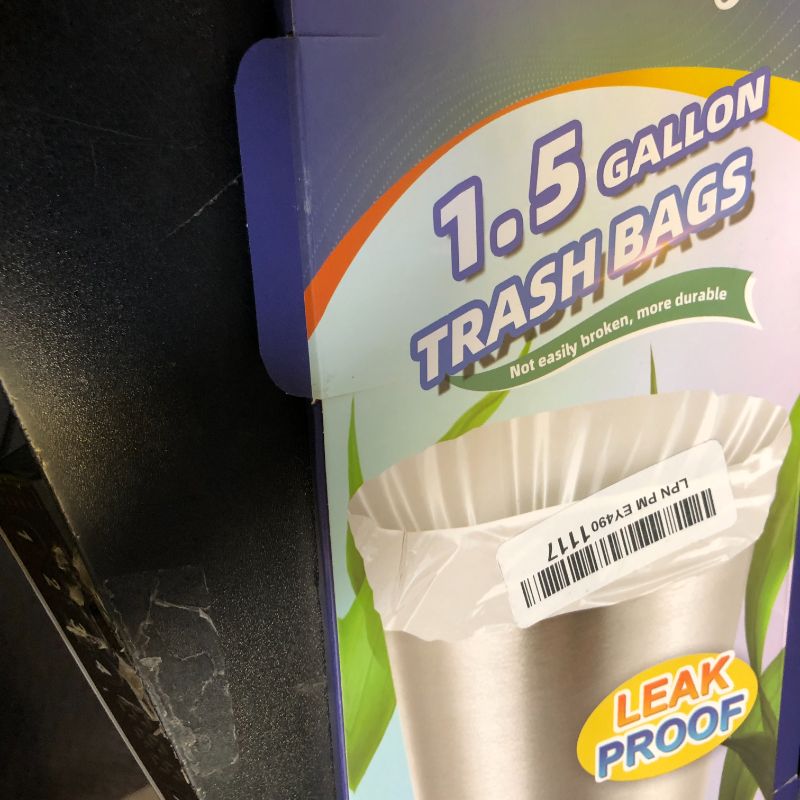 1.5 GALLON
TRASH BAGS
Not easily broken, more durable
LPN PM EY490 1117
LEAK
PROOF